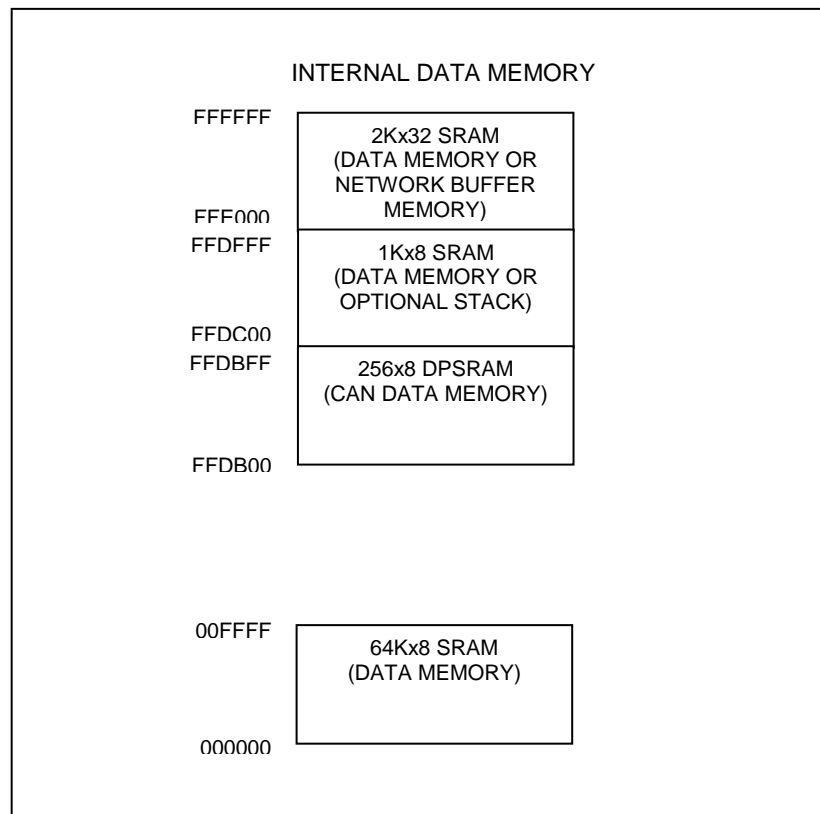 INTERNAL DATA MEMORY
FFFFFF
2Kx32 SRAM
(DATA MEMORY OR
NETWORK BUFFER
MEMORY)
FFE000
FFDFFF
1Kx8 SRAM
(DATA MEMORY OR
OPTIONAL STACK)
FFDC00
FFDBFF
256x8 DPSRAM
(CAN DATA MEMORY)
FFDB00
00FFFF
64Kx8 SRAM
(DATA MEMORY)
000000